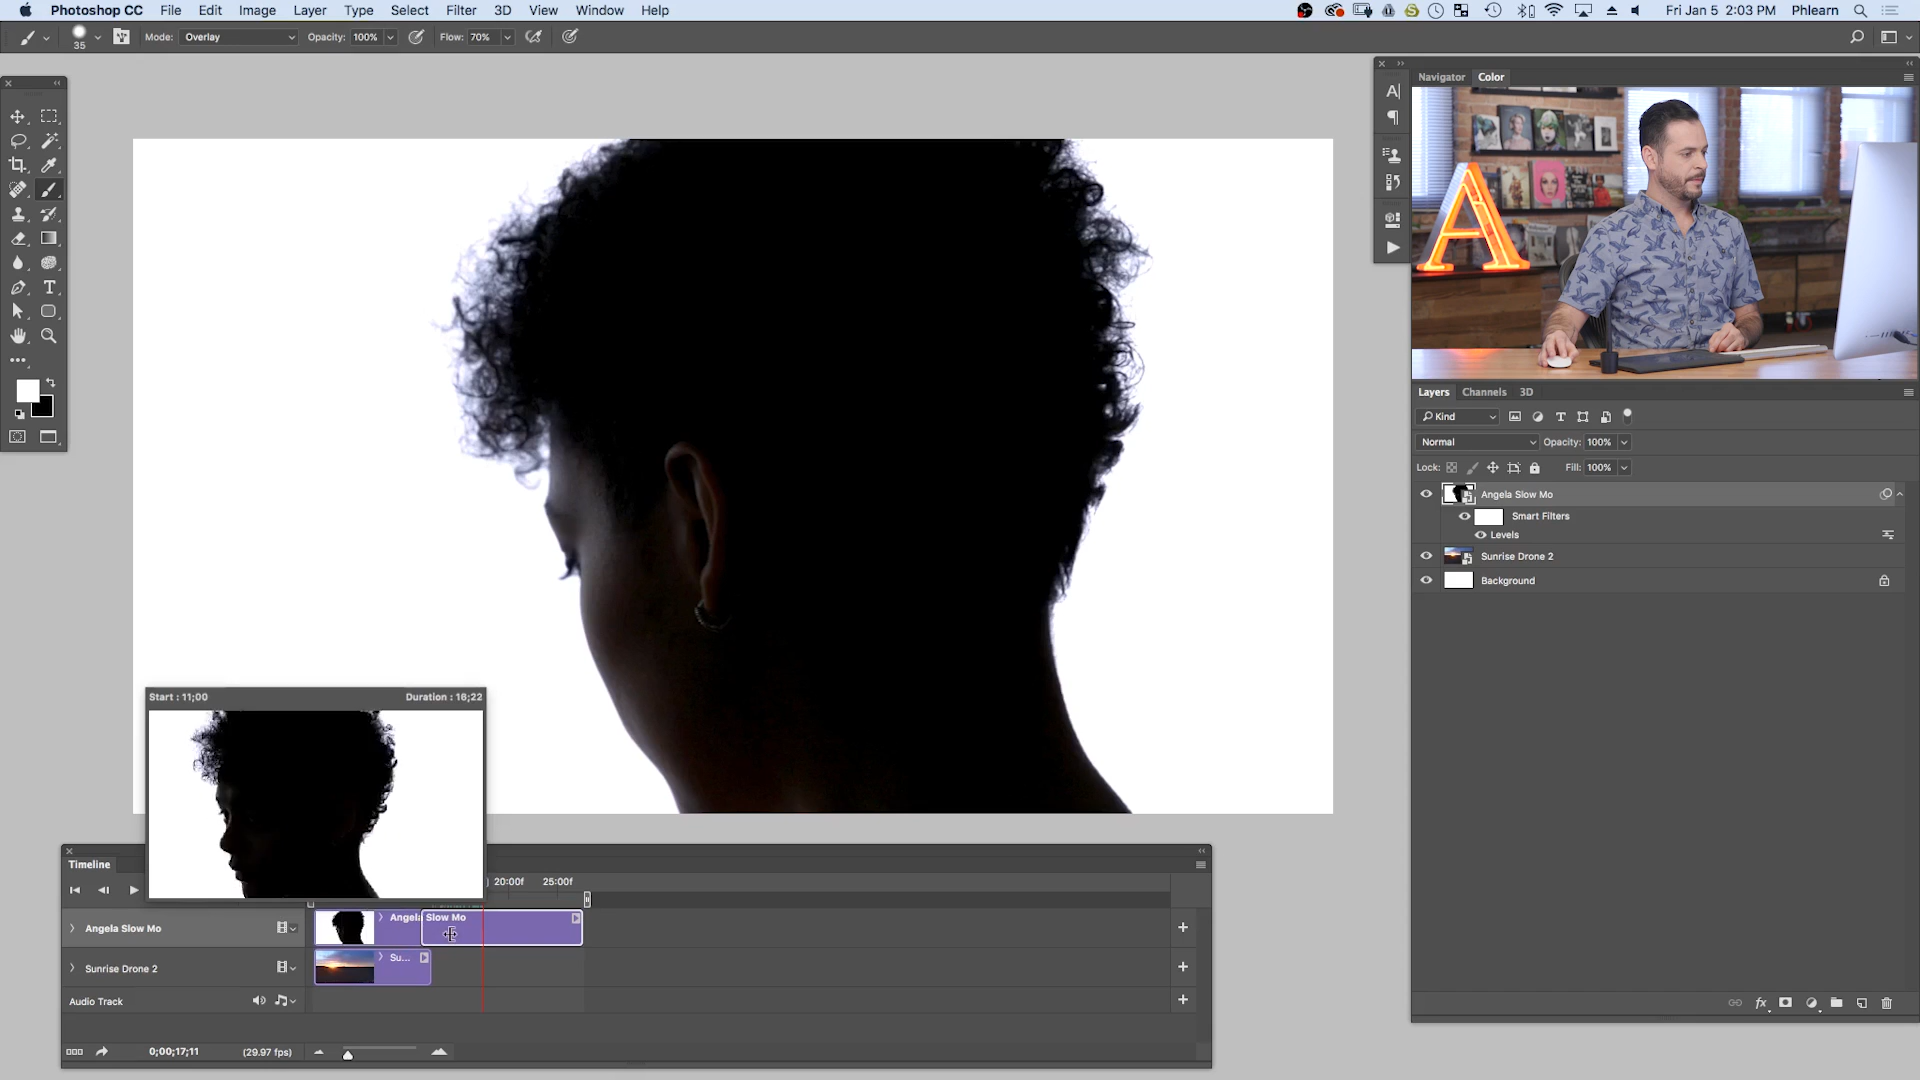 Photoshop CC File Edit Image Layer Type Select Filter 3D View Window Help Fri Jan 5 2:03 PM Phlearn
35 Mode: Overlay Opacity: 100% Flow: 70%
Navigator Color
A
Layers Channels 3D
Kind
Normal Opacity: 100%
Lock: Fill: 100%
Angela Slow Mo
Smart Filters
Levels
Sunrise Drone 2
Background
fx
Start : 11;00 Duration : 16;22
Timeline
20:00f 25:00f
Angela Slow Mo Angela Slow Mo
Sunrise Drone 2 Su...
Audio Track
0;00;17;11 (29.97 fps)